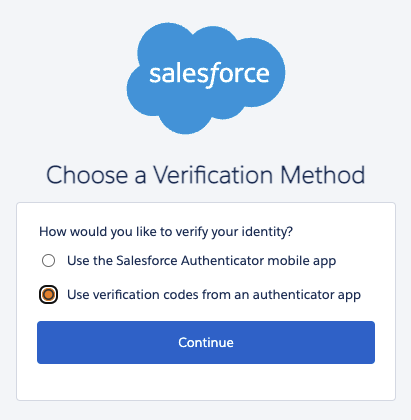 salesforce
Choose a Verification Method
How would you like to verify your identity?
Use the Salesforce Authenticator mobile app
Use verification codes from an authenticator app
Continue